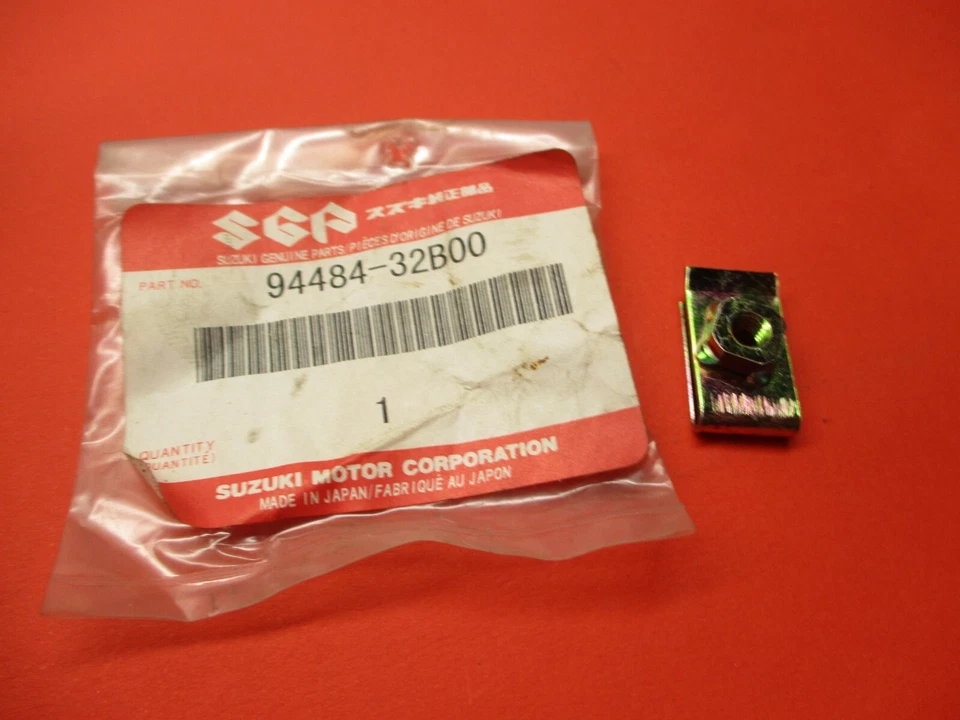 SGP スズキ純正部品
SUZUKI GENUINE PARTS/PIÈCES D'ORIGINE DE SUZUKI
PART NO. 94484-32B00
1
QUANTITY
(QUANTITÉ)
SUZUKI MOTOR CORPORATION
MADE IN JAPAN/FABRIQUÉ AU JAPON